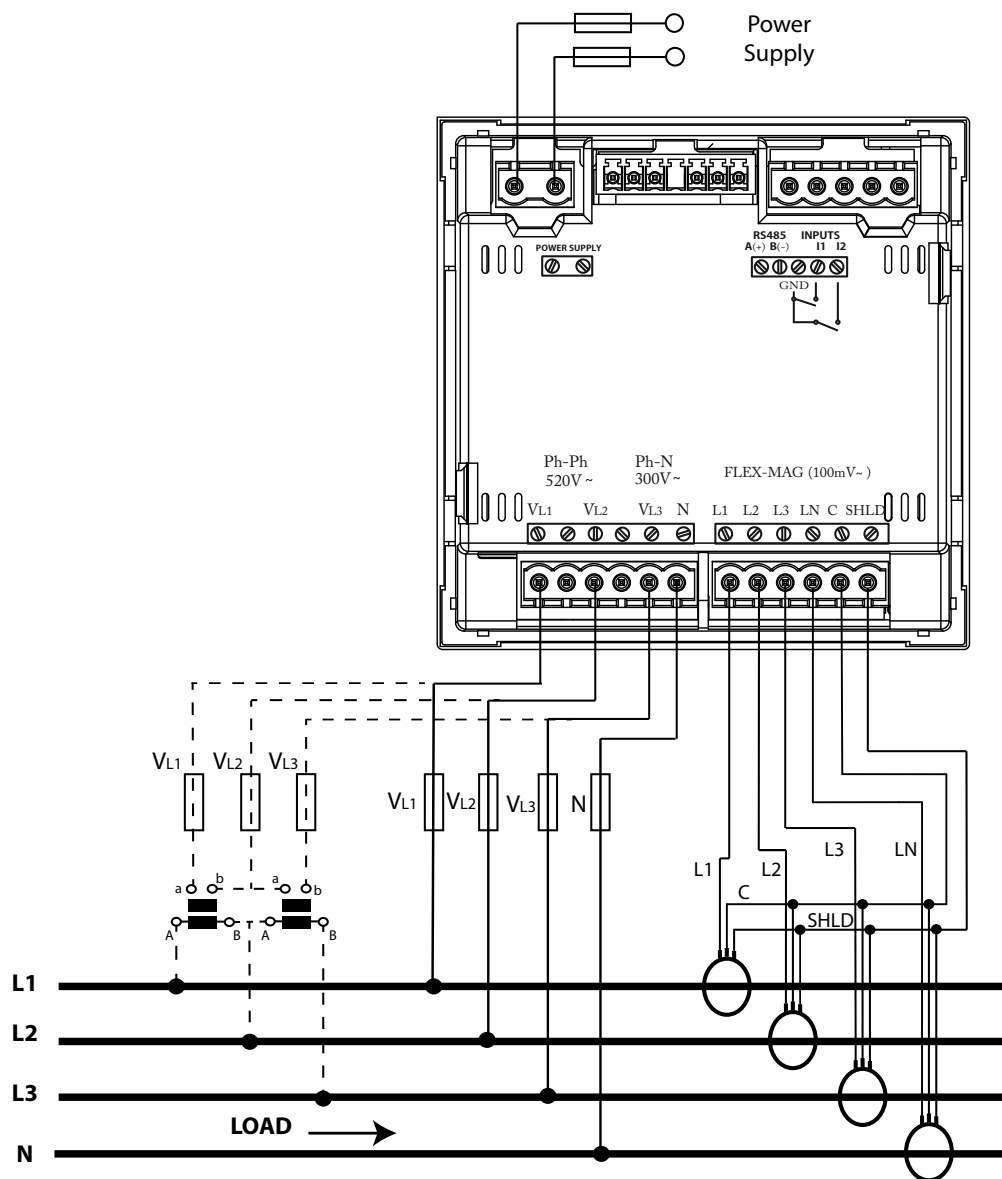 Power
Supply
POWER SUPPLY
RS485 INPUTS
A(+) B(-) I1 I2
GND
Ph-Ph
520V ~
Ph-N
300V ~
FLEX-MAG (100mV~ )
VL1 VL2 VL3 N
L1 L2 L3 LN C SHLD
VL1 VL2 VL3
VL1 VL2 VL3 N
L1 L2 L3 LN
C
SHLD
a b a b
A B A B
L1
L2
L3
LOAD
N